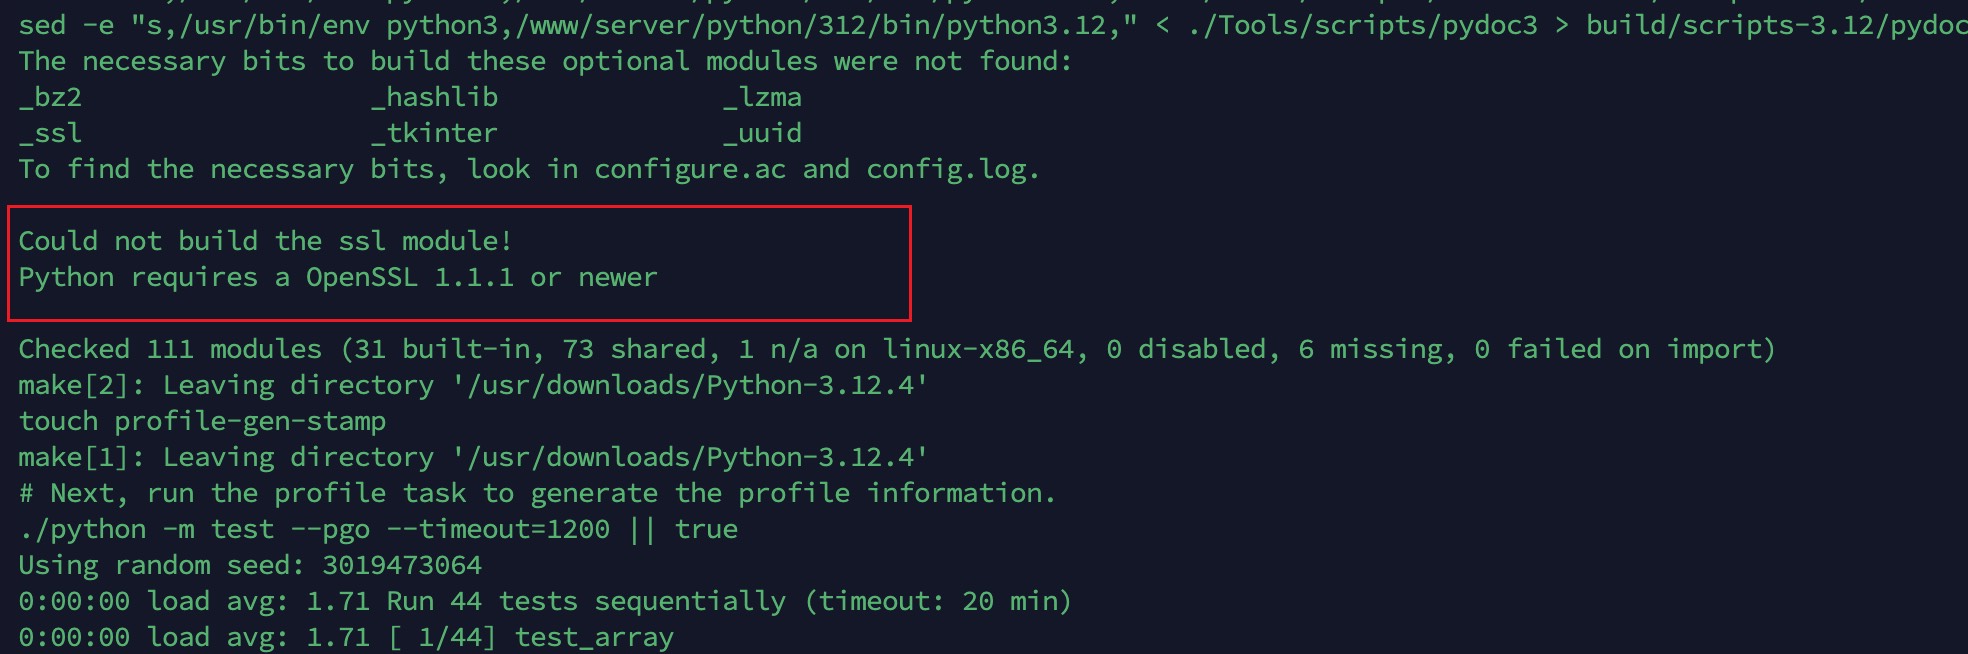 sed -e "s,/usr/bin/env python3,/www/server/python/312/bin/python3.12," < ./Tools/scripts/pydoc3 > build/scripts-3.12/pydoc
The necessary bits to build these optional modules were not found:
_bz2 _hashlib _lzma
_ssl _tkinter _uuid
To find the necessary bits, look in configure.ac and config.log.
Could not build the ssl module!
Python requires a OpenSSL 1.1.1 or newer
Checked 111 modules (31 built-in, 73 shared, 1 n/a on linux-x86_64, 0 disabled, 6 missing, 0 failed on import)
make[2]: Leaving directory '/usr/downloads/Python-3.12.4'
touch profile-gen-stamp
make[1]: Leaving directory '/usr/downloads/Python-3.12.4'
# Next, run the profile task to generate the profile information.
./python -m test --pgo --timeout=1200 || true
Using random seed: 3019473064
0:00:00 load avg: 1.71 Run 44 tests sequentially (timeout: 20 min)
0:00:00 load avg: 1.71 [ 1/44] test_array